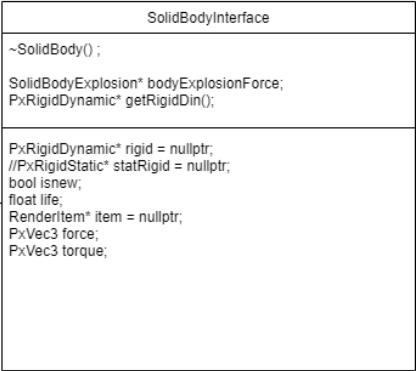 SolidBodyInterface
~SolidBody() ;
SolidBodyExplosion* bodyExplosionForce;
PxRigidDynamic* getRigidDin();
PxRigidDynamic* rigid = nullptr;
//PxRigidStatic* statRigid = nullptr;
bool isnew;
float life;
RenderItem* item = nullptr;
PxVec3 force;
PxVec3 torque;